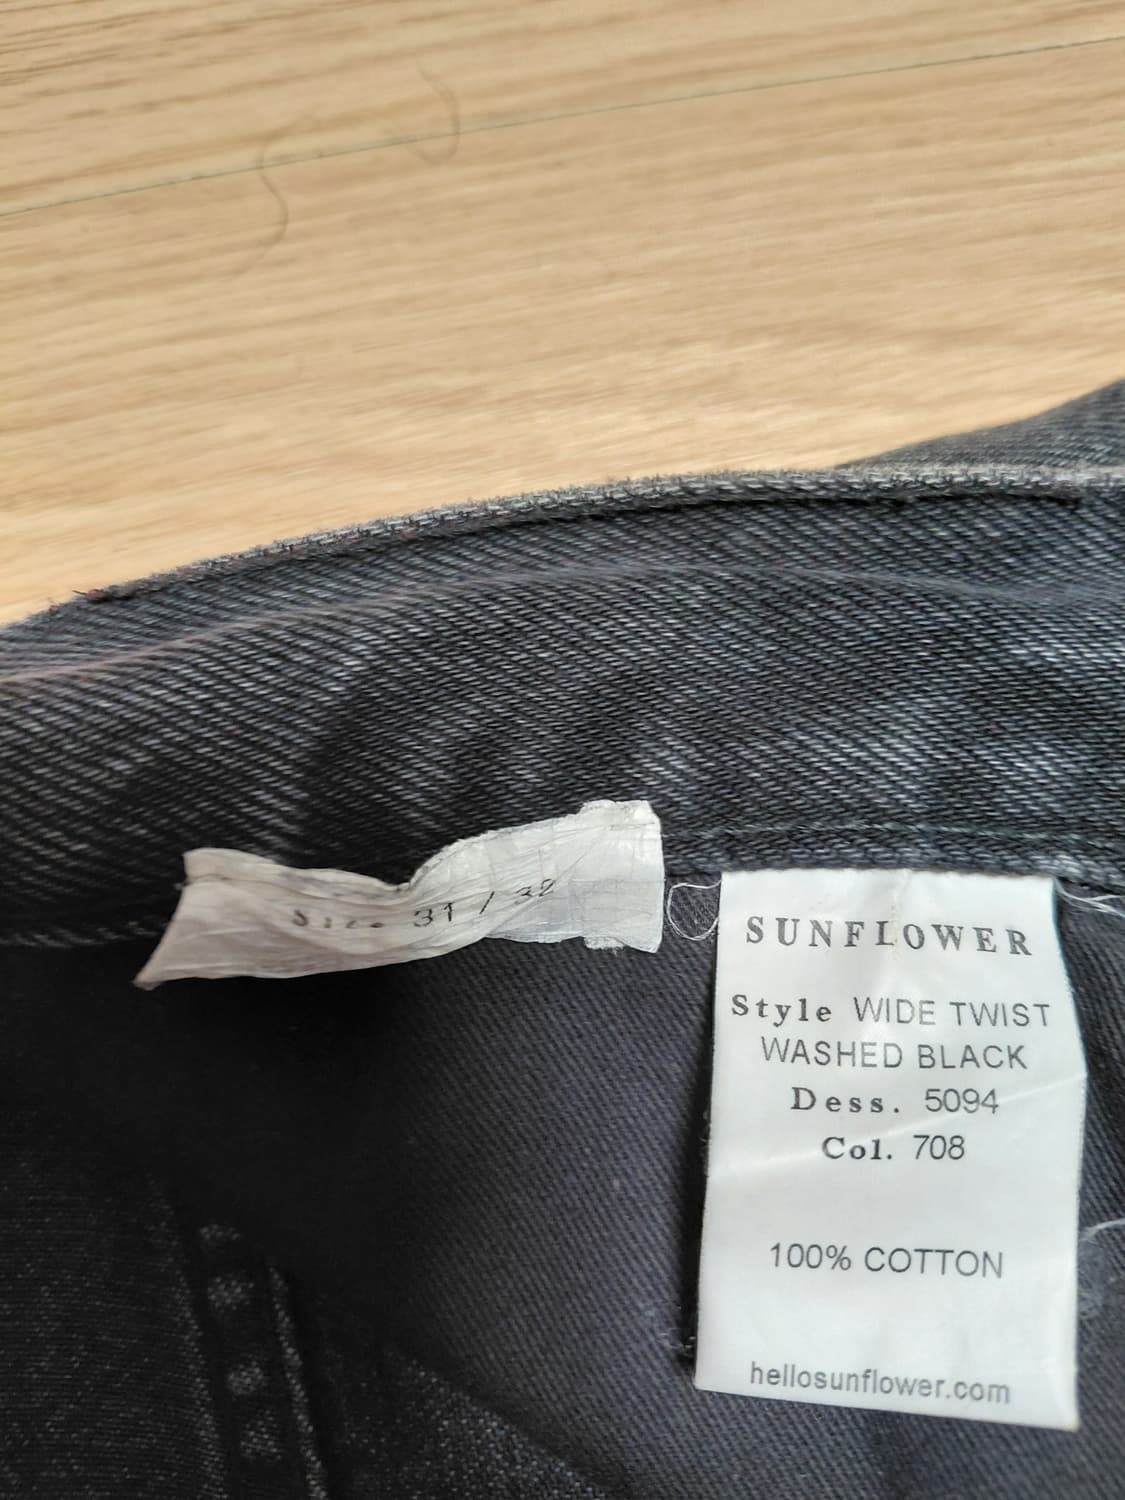 Size 31 / 32
SUNFLOWER
Style WIDE TWIST
WASHED BLACK
Dess. 5094
Col. 708
100% COTTON
hellosunflower.com